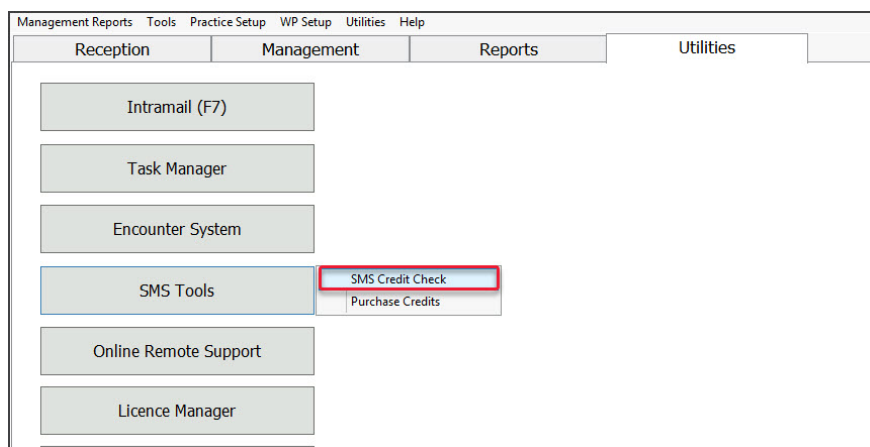 Management Reports Tools Practice Setup WP Setup Utilities Help
Reception Management Reports Utilities
Intramail (F7)
Task Manager
Encounter System
SMS Tools
SMS Credit Check
Purchase Credits
Online Remote Support
Licence Manager